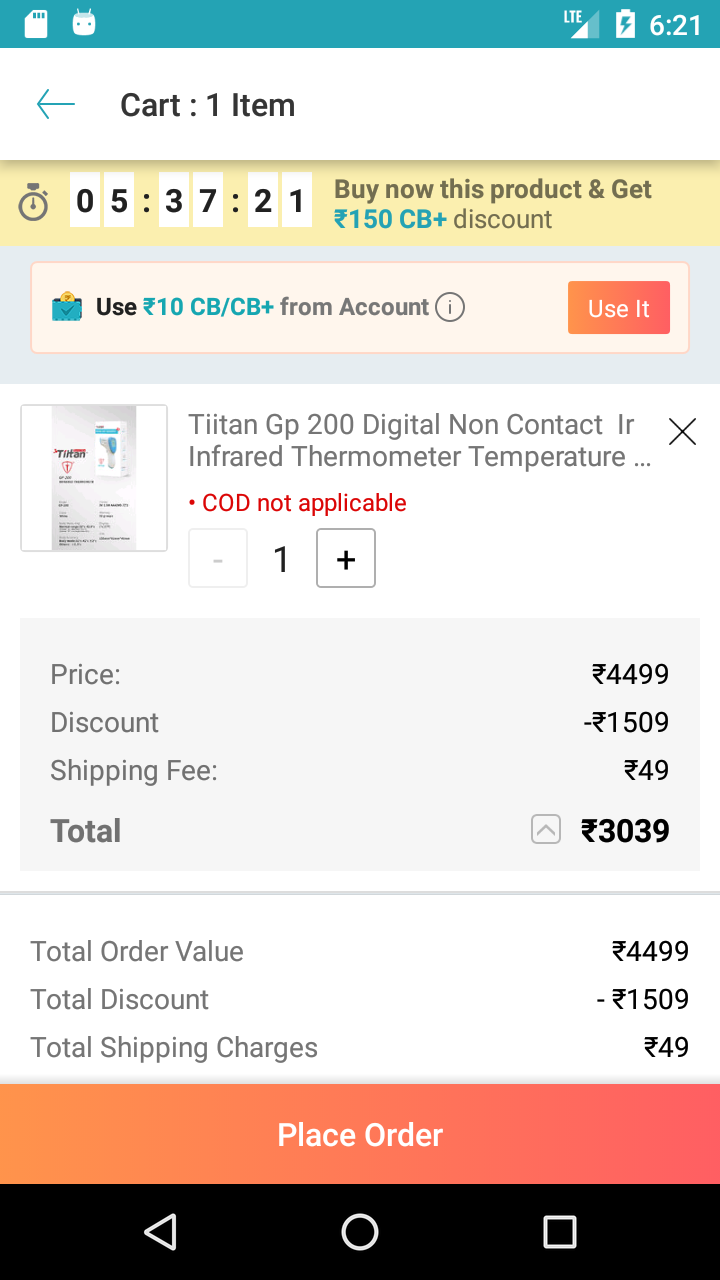 LTE 6:21
Cart : 1 Item
05:37:21
Buy now this product & Get
₹150 CB+ discount
Use ₹10 CB/CB+ from Account i
Use It
Tiitan
Tiitan Gp 200 Digital Non Contact  Ir
Infrared Thermometer Temperature ...
• COD not applicable
- 1 +
Price: ₹4499
Discount -₹1509
Shipping Fee: ₹49
Total ₹3039
Total Order Value ₹4499
Total Discount - ₹1509
Total Shipping Charges ₹49
Place Order